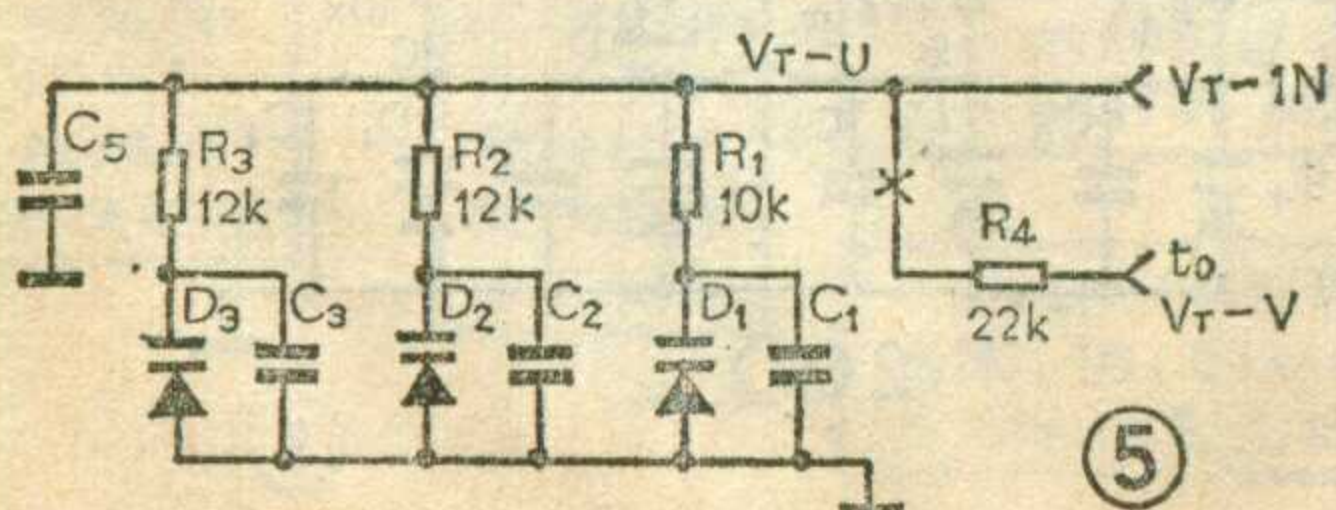 VT-U
VT-1N
C5
R3
12k
R2
12k
R1
10k
R4
22k
to
VT-V
D3
C3
D2
C2
D1
C1
5